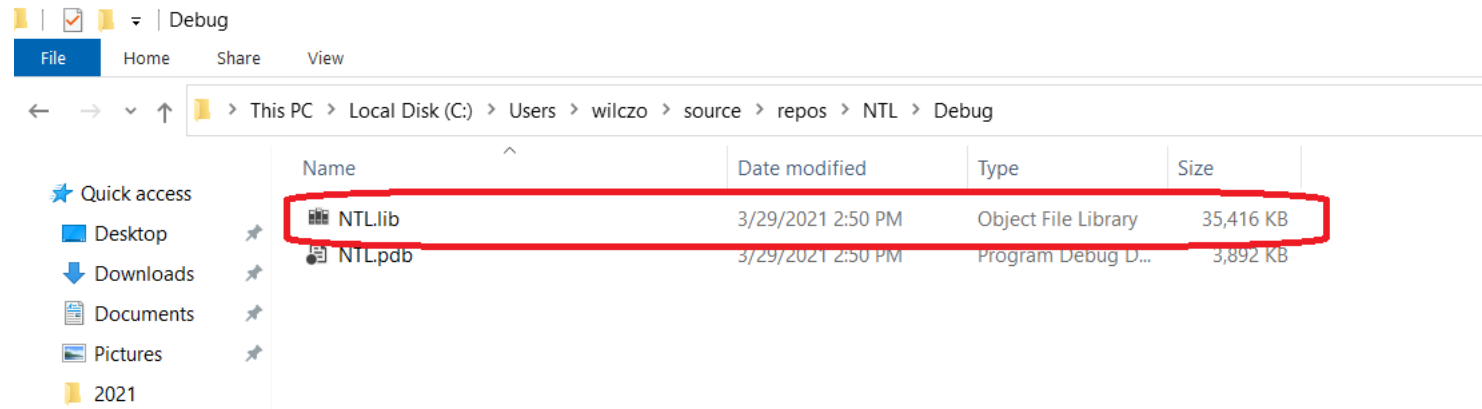 Debug
File Home Share View
This PC > Local Disk (C:) > Users > wilczo > source > repos > NTL > Debug
Name Date modified Type Size
Quick access
NTL.lib 3/29/2021 2:50 PM Object File Library 35,416 KB
Desktop
NTL.pdb 3/29/2021 2:50 PM Program Debug D... 3,892 KB
Downloads
Documents
Pictures
2021